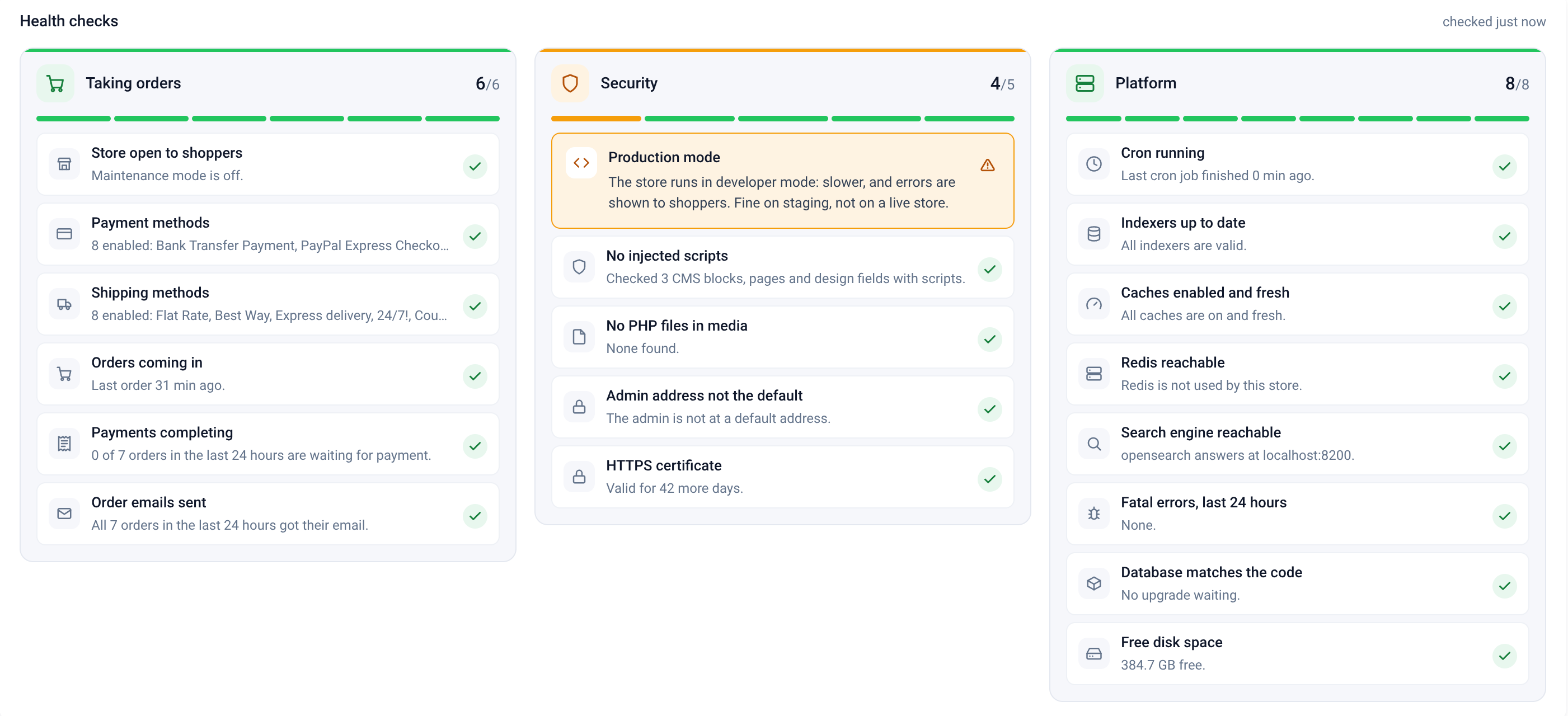 Health checks
checked just now
Taking orders
6/6
Store open to shoppers
Maintenance mode is off.
Payment methods
8 enabled: Bank Transfer Payment, PayPal Express Checko...
Shipping methods
8 enabled: Flat Rate, Best Way, Express delivery, 24/7!, Cou...
Orders coming in
Last order 31 min ago.
Payments completing
0 of 7 orders in the last 24 hours are waiting for payment.
Order emails sent
All 7 orders in the last 24 hours got their email.
Security
4/5
Production mode
The store runs in developer mode: slower, and errors are
shown to shoppers. Fine on staging, not on a live store.
No injected scripts
Checked 3 CMS blocks, pages and design fields with scripts.
No PHP files in media
None found.
Admin address not the default
The admin is not at a default address.
HTTPS certificate
Valid for 42 more days.
Platform
8/8
Cron running
Last cron job finished 0 min ago.
Indexers up to date
All indexers are valid.
Caches enabled and fresh
All caches are on and fresh.
Redis reachable
Redis is not used by this store.
Search engine reachable
opensearch answers at localhost:8200.
Fatal errors, last 24 hours
None.
Database matches the code
No upgrade waiting.
Free disk space
384.7 GB free.